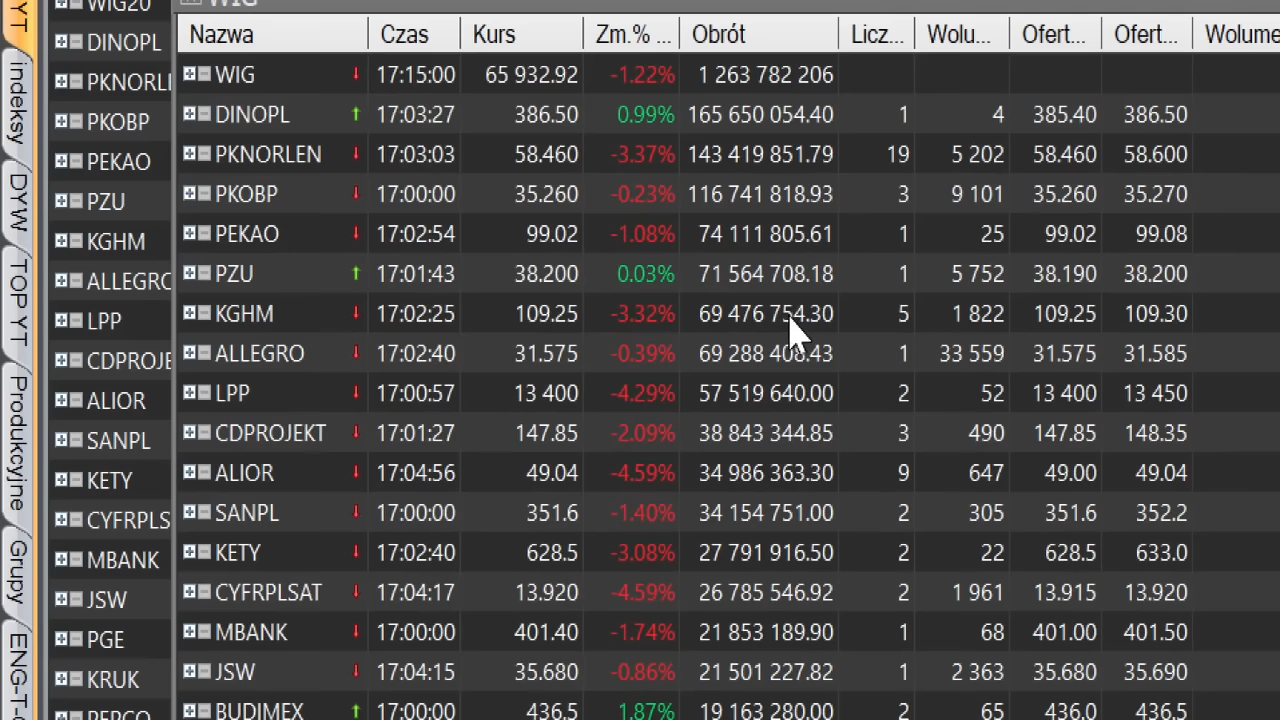 WIG
Nazwa Czas Kurs Zm.% ... Obrót Licz... Wolu... Ofert... Ofert... Wolume
WIG 17:15:00 65 932.92 -1.22% 1 263 782 206
DINOPL 17:03:27 386.50 0.99% 165 650 054.40 1 4 385.40 386.50
PKNORLEN 17:03:03 58.460 -3.37% 143 419 851.79 19 5 202 58.460 58.600
PKOBP 17:00:00 35.260 -0.23% 116 741 818.93 3 9 101 35.260 35.270
PEKAO 17:02:54 99.02 -1.08% 74 111 805.61 1 25 99.02 99.08
PZU 17:01:43 38.200 0.03% 71 564 708.18 1 5 752 38.190 38.200
KGHM 17:02:25 109.25 -3.32% 69 476 754.30 5 1 822 109.25 109.30
ALLEGRO 17:02:40 31.575 -0.39% 69 288 408.43 1 33 559 31.575 31.585
LPP 17:00:57 13 400 -4.29% 57 519 640.00 2 52 13 400 13 450
CDPROJEKT 17:01:27 147.85 -2.09% 38 843 344.85 3 490 147.85 148.35
ALIOR 17:04:56 49.04 -4.59% 34 986 363.30 9 647 49.00 49.04
SANPL 17:00:00 351.6 -1.40% 34 154 751.00 2 305 351.6 352.2
KETY 17:02:40 628.5 -3.08% 27 791 916.50 2 22 628.5 633.0
CYFRPLSAT 17:04:17 13.920 -4.59% 26 785 546.92 2 1 961 13.915 13.920
MBANK 17:00:00 401.40 -1.74% 21 853 189.90 1 68 401.00 401.50
JSW 17:04:15 35.680 -0.86% 21 501 227.82 1 2 363 35.680 35.690
BUDIMEX 17:00:00 436.5 1.87% 19 163 280.00 2 65 436.0 436.5
WIG20
DINOPL
PKNORLE
PKOBP
PEKAO
PZU
KGHM
ALLEGRO
LPP
CDPROJE
ALIOR
SANPL
KETY
CYFRPLS
MBANK
JSW
PGE
KRUK
PEPCO
YT
indeksy
DYW
TOP YT
Produkcyjne
Grupy
ENG-T-